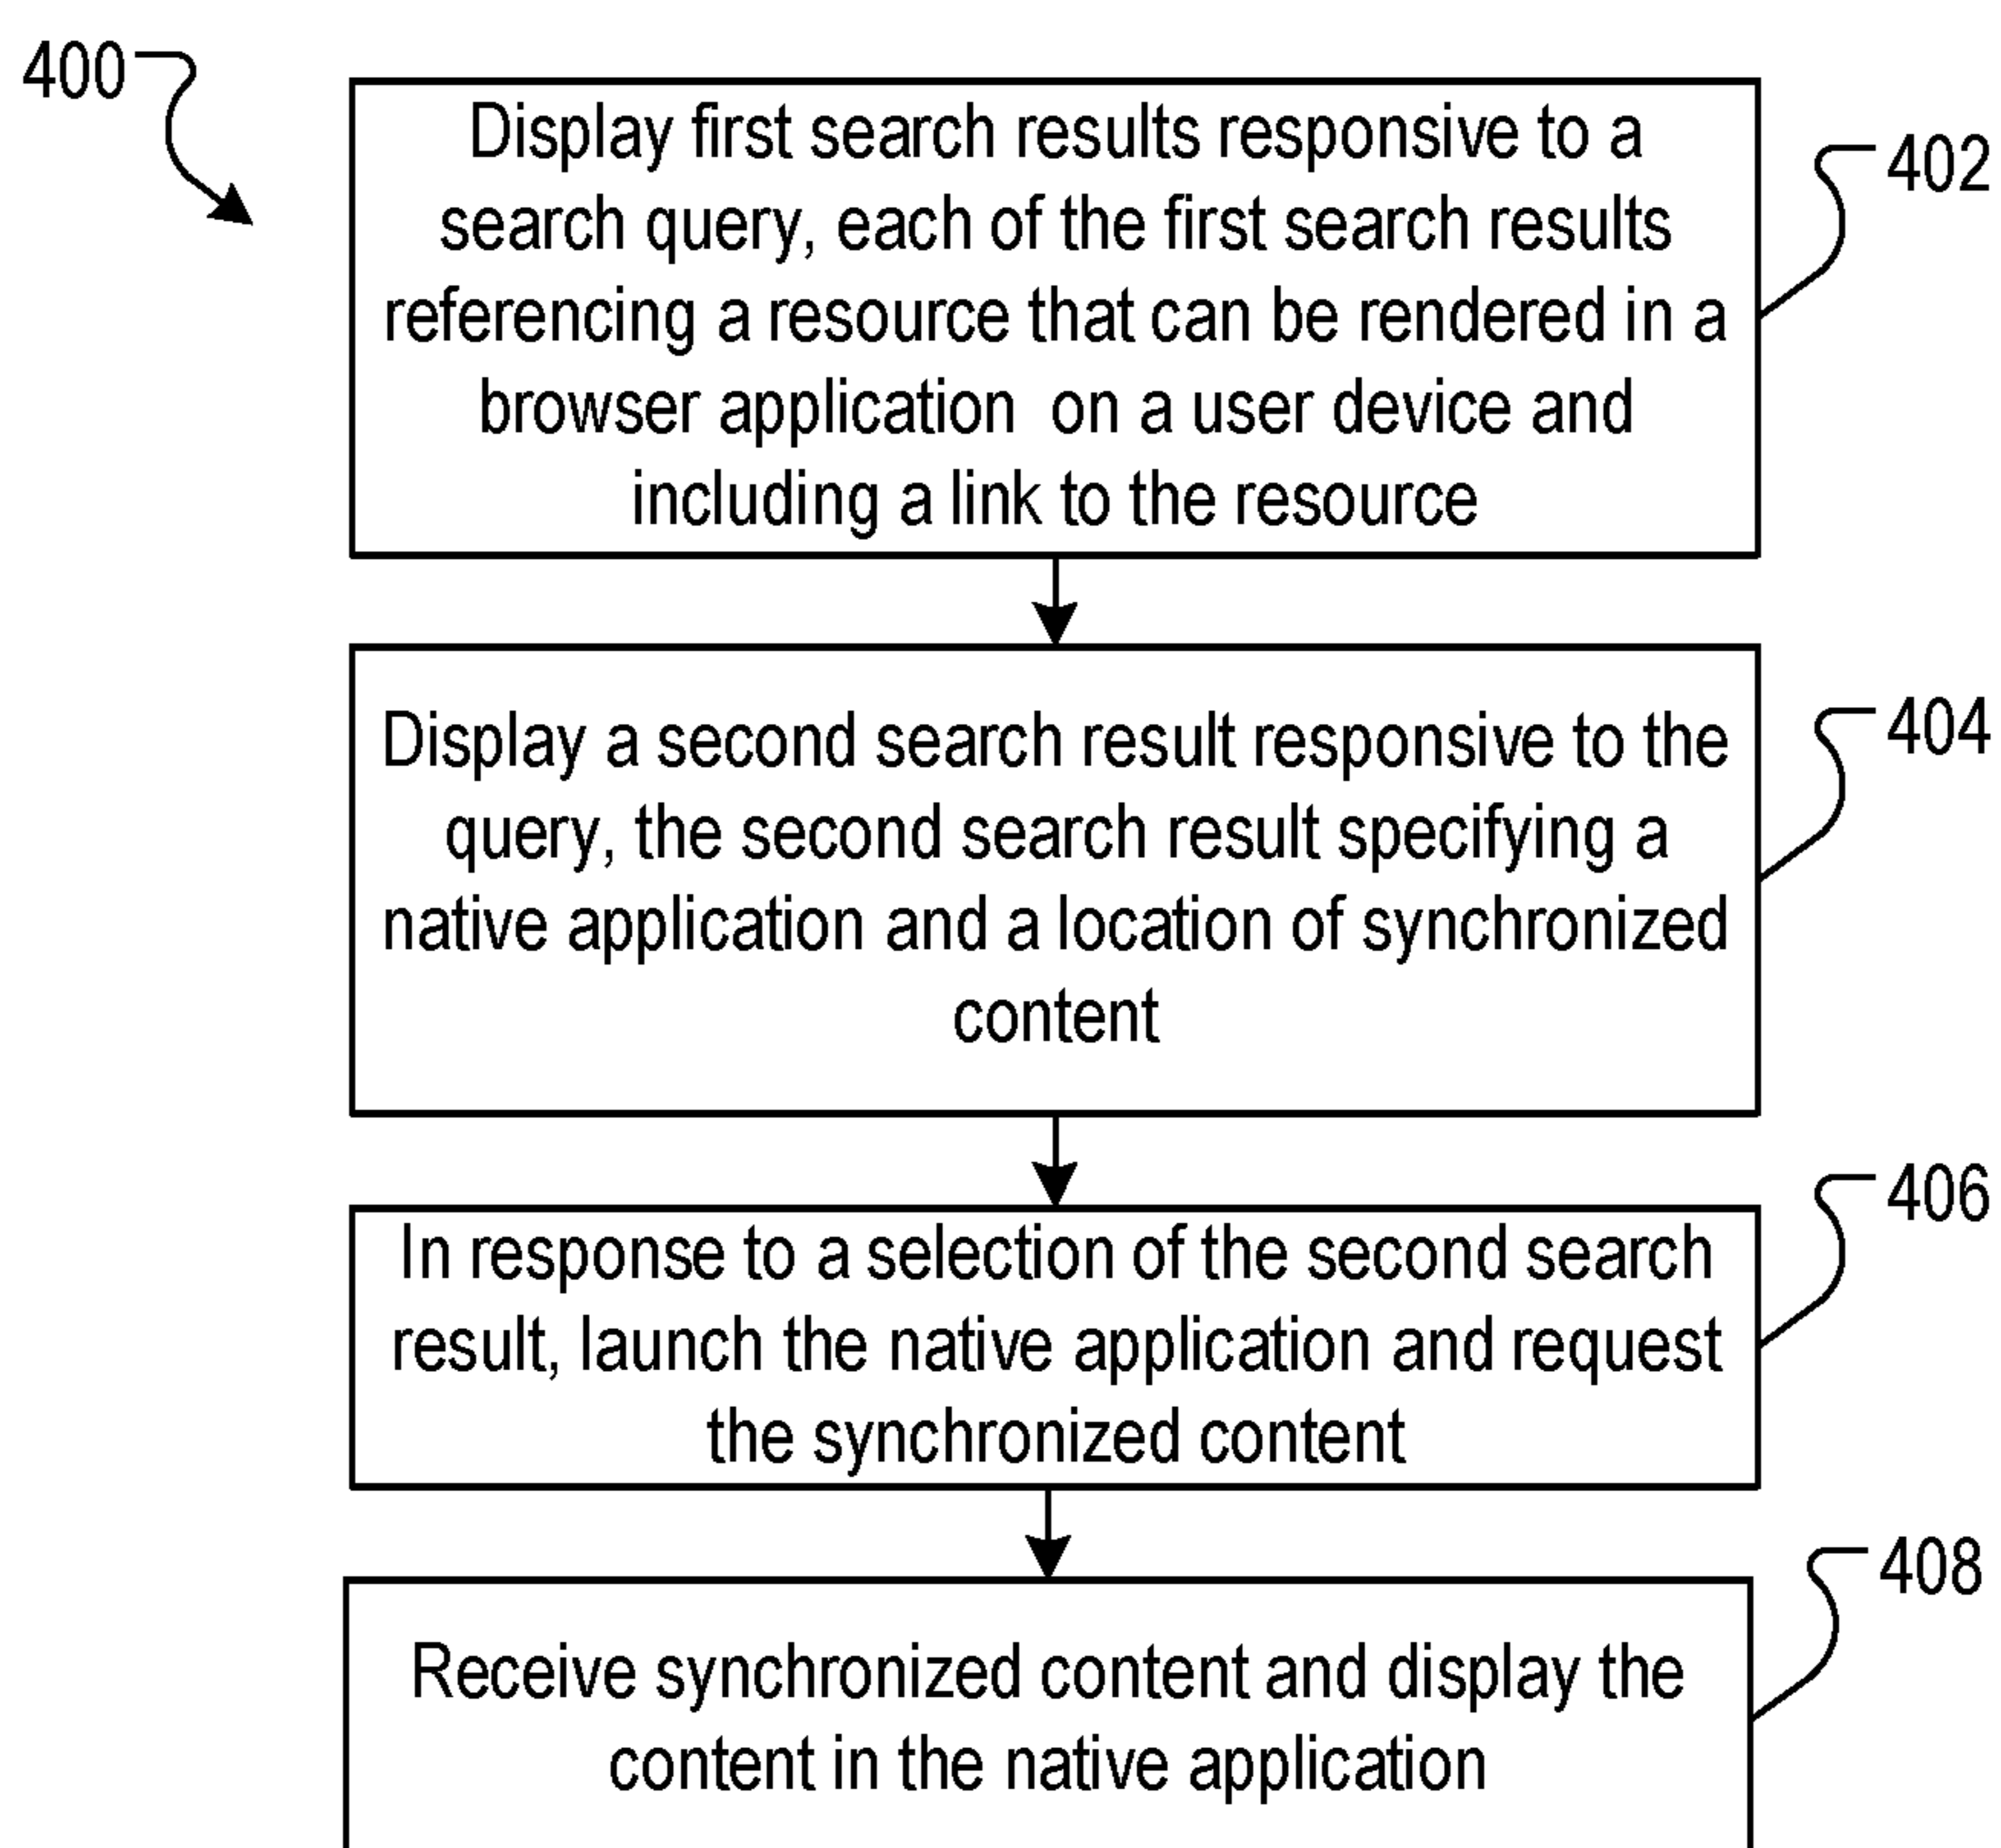 400
Display first search results responsive to a
search query, each of the first search results
referencing a resource that can be rendered in a
browser application on a user device and
including a link to the resource
402
Display a second search result responsive to the
query, the second search result specifying a
native application and a location of synchronized
content
404
In response to a selection of the second search
result, launch the native application and request
the synchronized content
406
Receive synchronized content and display the
content in the native application
408